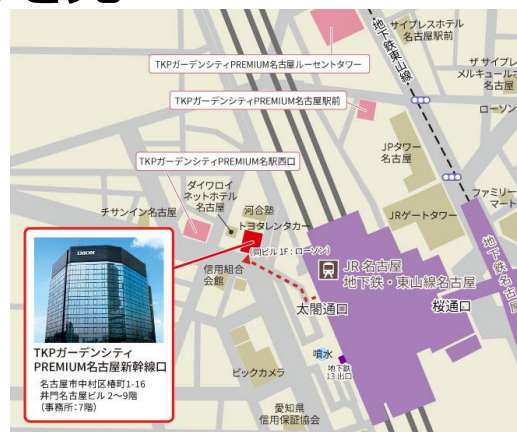 サイプレスホテル
名古屋駅前
地下鉄東山線
TKPガーデンシティPREMIUM名古屋ルーセントタワー
ザ サイプレ
メルキュールホ
名古屋
TKPガーデンシティPREMIUM名古屋駅前
ローソン
JPタワー
名古屋
TKPガーデンシティPREMIUM名駅西口
ダイワロイ
ネットホテル
名古屋
河合塾
チサンイン名古屋
トヨタレンタカー
ファミリー
マート
JRゲートタワー
(同ビル1F:ローソン)
信用組合
会館
JR 名古屋
地下鉄・東山線名古屋
地下鉄名古屋
太閤通口
桜通口
UNION
噴水
地下鉄
13出口
ビックカメラ
愛知県
信用保証協会
TKPガーデンシティ
PREMIUM名古屋新幹線口
名古屋市中村区椿町1-16
井門名古屋ビル 2～9階
(事務所:7階)